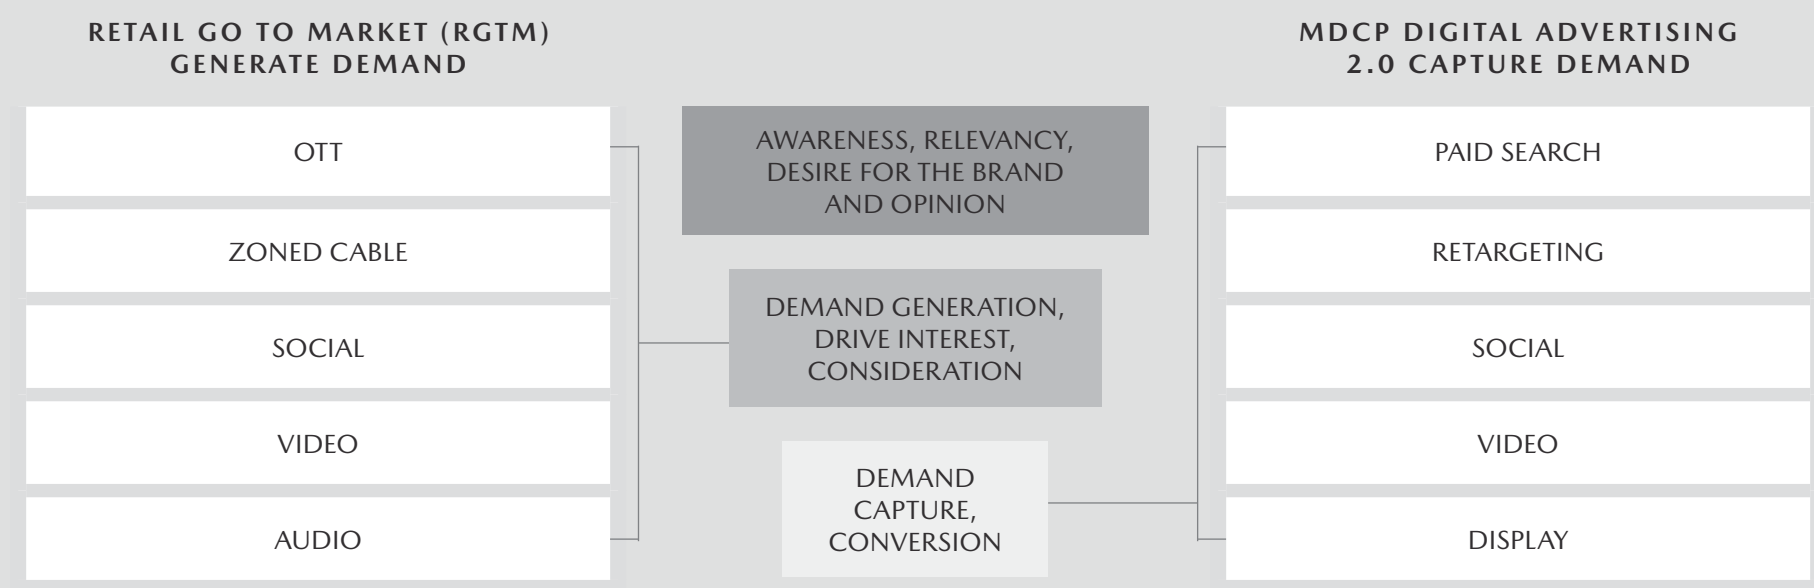 RETAIL GO TO MARKET (RGTM)
GENERATE DEMAND
OTT
ZONED CABLE
SOCIAL
VIDEO
AUDIO
AWARENESS, RELEVANCY,
DESIRE FOR THE BRAND
AND OPINION
DEMAND GENERATION,
DRIVE INTEREST,
CONSIDERATION
DEMAND
CAPTURE,
CONVERSION
MDCP DIGITAL ADVERTISING
2.0 CAPTURE DEMAND
PAID SEARCH
RETARGETING
SOCIAL
VIDEO
DISPLAY